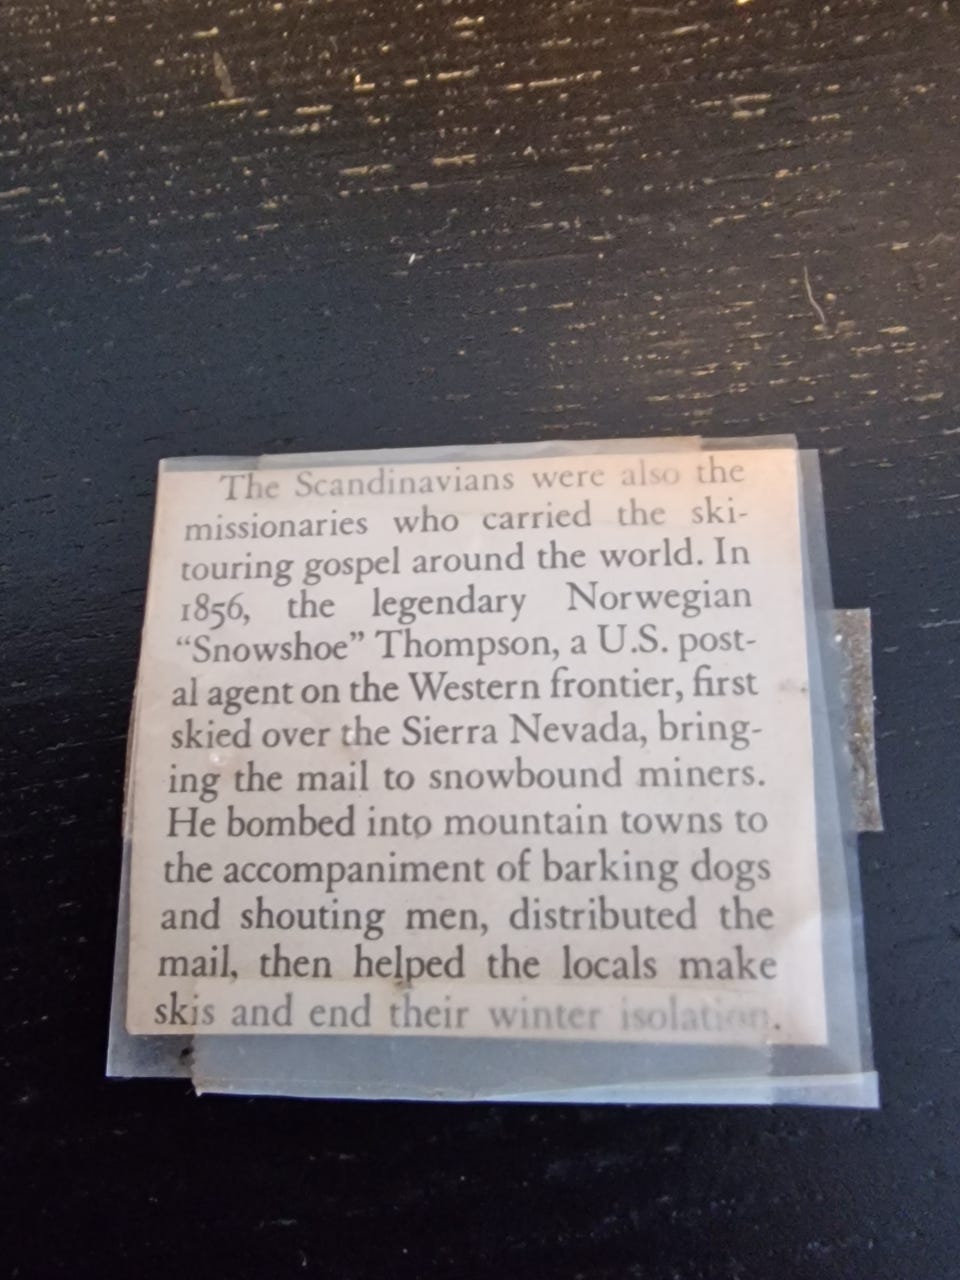 The Scandinavians were also the
missionaries who carried the ski-
touring gospel around the world. In
1856, the legendary Norwegian
“Snowshoe” Thompson, a U.S. post-
al agent on the Western frontier, first
skied over the Sierra Nevada, bring-
ing the mail to snowbound miners.
He bombed into mountain towns to
the accompaniment of barking dogs
and shouting men, distributed the
mail, then helped the locals make
skis and end their winter isolation.